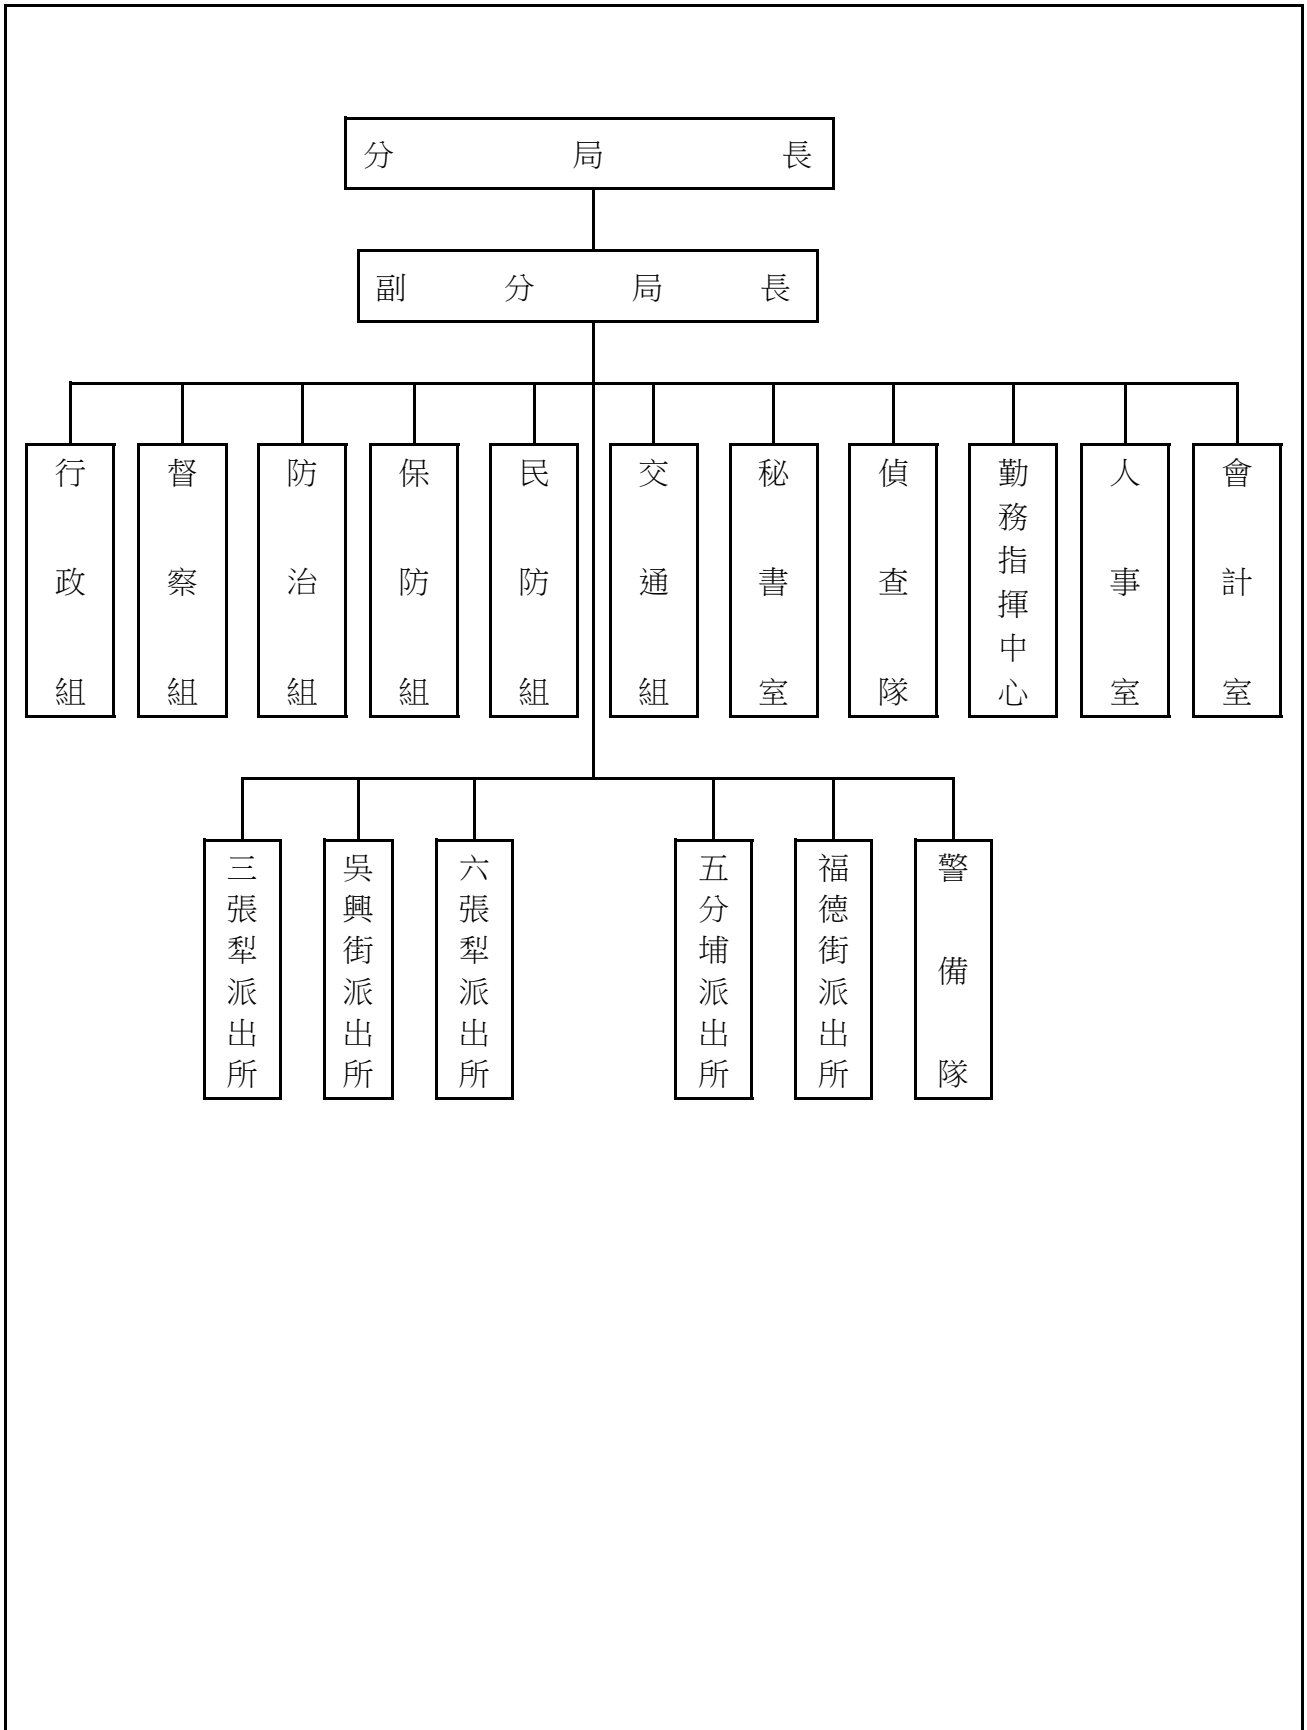 分局長
副分局長
行政組
督察組
防治組
保防組
民防組
交通組
秘書室
偵查隊
勤務指揮中心
人事室
會計室
三張犁派出所
吳興街派出所
六張犁派出所
五分埔派出所
福德街派出所
警備隊